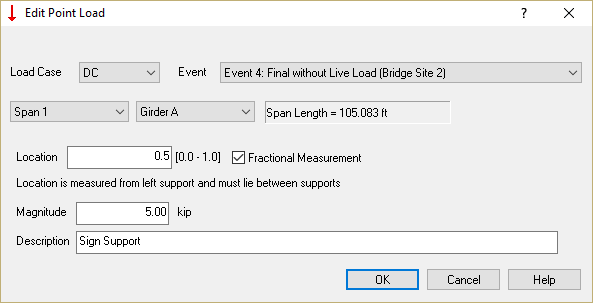 Edit Point Load ?
Load Case DC Event Event 4: Final without Live Load (Bridge Site 2)
Span 1 Girder A Span Length = 105.083 ft
Location 0.5 [0.0 - 1.0] Fractional Measurement
Location is measured from left support and must lie between supports
Magnitude 5.00 kip
Description Sign Support
OK Cancel Help